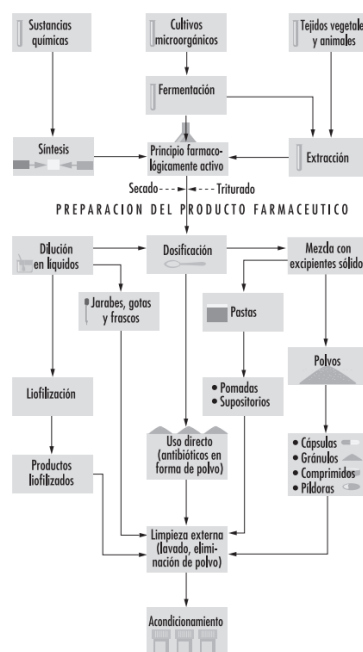 Sustancias
químicas
Cultivos
microorgánicos
Tejidos vegetale
y animales
Fermentación
Síntesis
Principio farmaco-
lógicamente activo
Extracción
Secado
Triturado
PREPARACION DEL PRODUCTO FARMACEUTICO
Dilución
en líquidos
Dosificación
Mezcla con
excipientes sólido
Jarabes, gotas
y frascos
Pastas
Polvos
Liofilización
• Pomadas
• Supositorios
Uso directo
(antibióticos en
forma de polvo)
• Cápsulas
• Gránulos
• Comprimidos
• Píldoras
Productos
liofilizados
Limpieza externa
(lavado, elimi-
nación de polvo)
Acondicionamiento